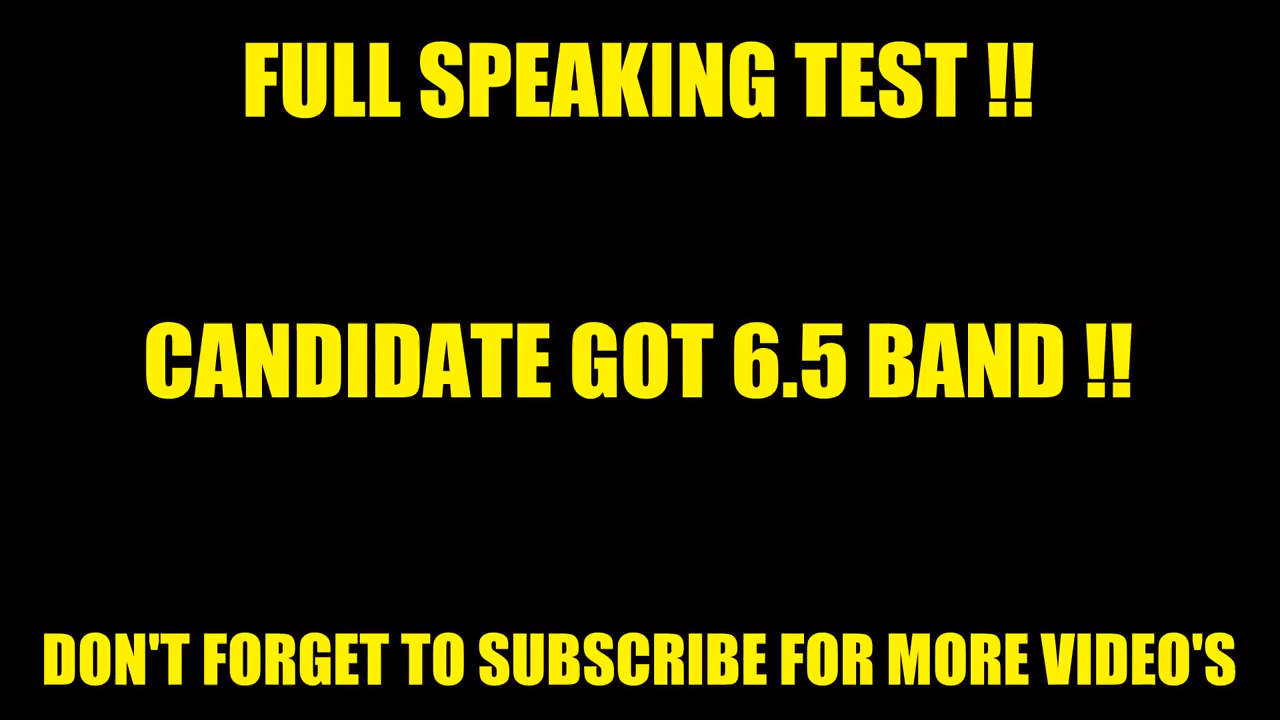 FULL SPEAKING TEST !!
CANDIDATE GOT 6.5 BAND !!
DON'T FORGET TO SUBSCRIBE FOR MORE VIDEO'S